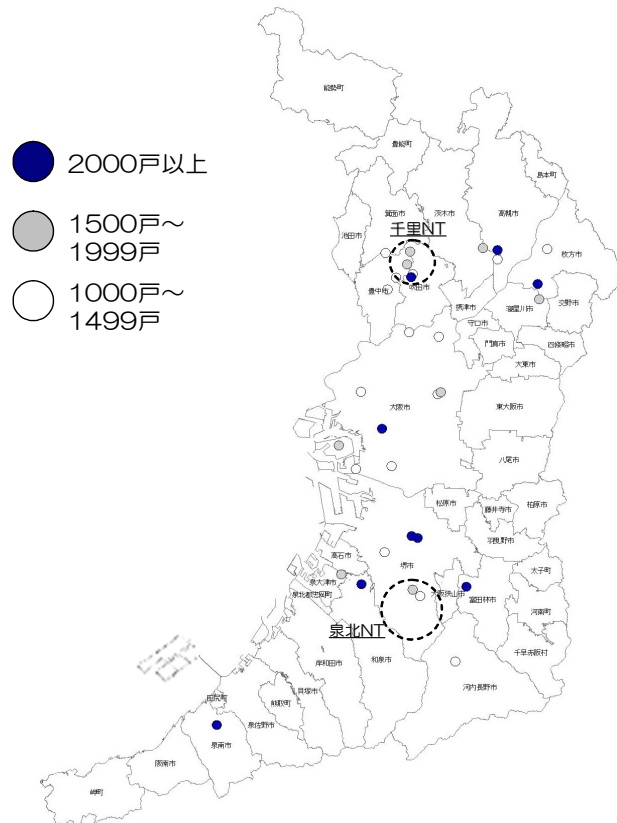 能勢町
豊能町
島本町
2000戸以上
箕面市
茨木市
高槻市
池田市
千里NT
枚方市
1500戸～
1999戸
豊中市
吹田市
摂津市
寝屋川市
交野市
1000戸～
1499戸
守口市
門真市
四條畷市
大東市
大阪市
東大阪市
八尾市
松原市
藤井寺市
柏原市
羽曳野市
高石市
堺市
太子町
泉大津市
大阪狭山市
富田林市
泉北郡忠岡町
河南町
泉北NT
岸和田市
和泉市
千早赤阪村
河内長野市
貝塚市
田尻町
熊取町
泉佐野市
泉南市
阪南市
岬町